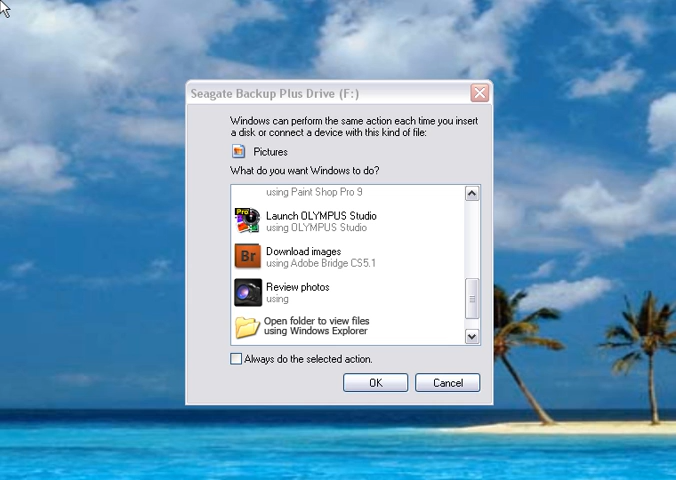 Seagate Backup Plus Drive (F:)
Windows can perform the same action each time you insert
a disk or connect a device with this kind of file:
Pictures
What do you want Windows to do?
using Paint Shop Pro 9
Pro
Launch OLYMPUS Studio
using OLYMPUS Studio
Br
Download images
using Adobe Bridge CS5.1
Review photos
using
Open folder to view files
using Windows Explorer
Always do the selected action.
OK
Cancel